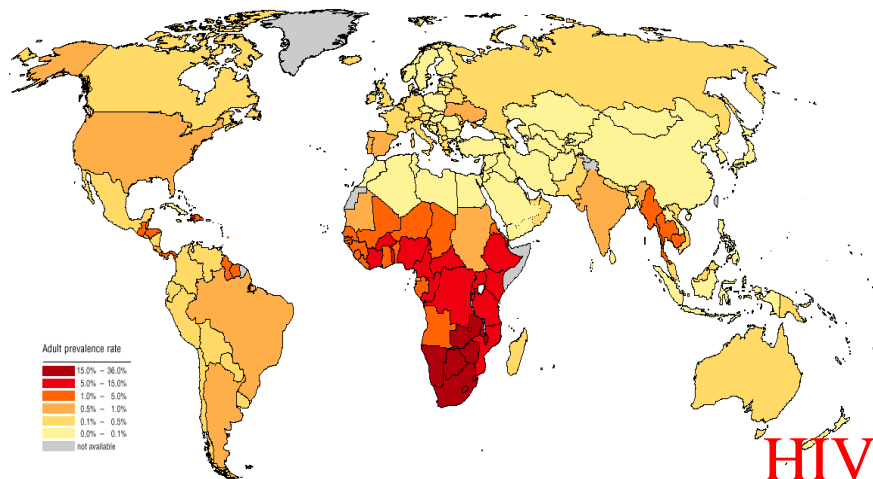 Adult prevalence rate
15.0% – 36.0%
5.0% – 15.0%
1.0% – 5.0%
0.5% – 1.0%
0.1% – 0.5%
0.0% – 0.1%
not available
HIV